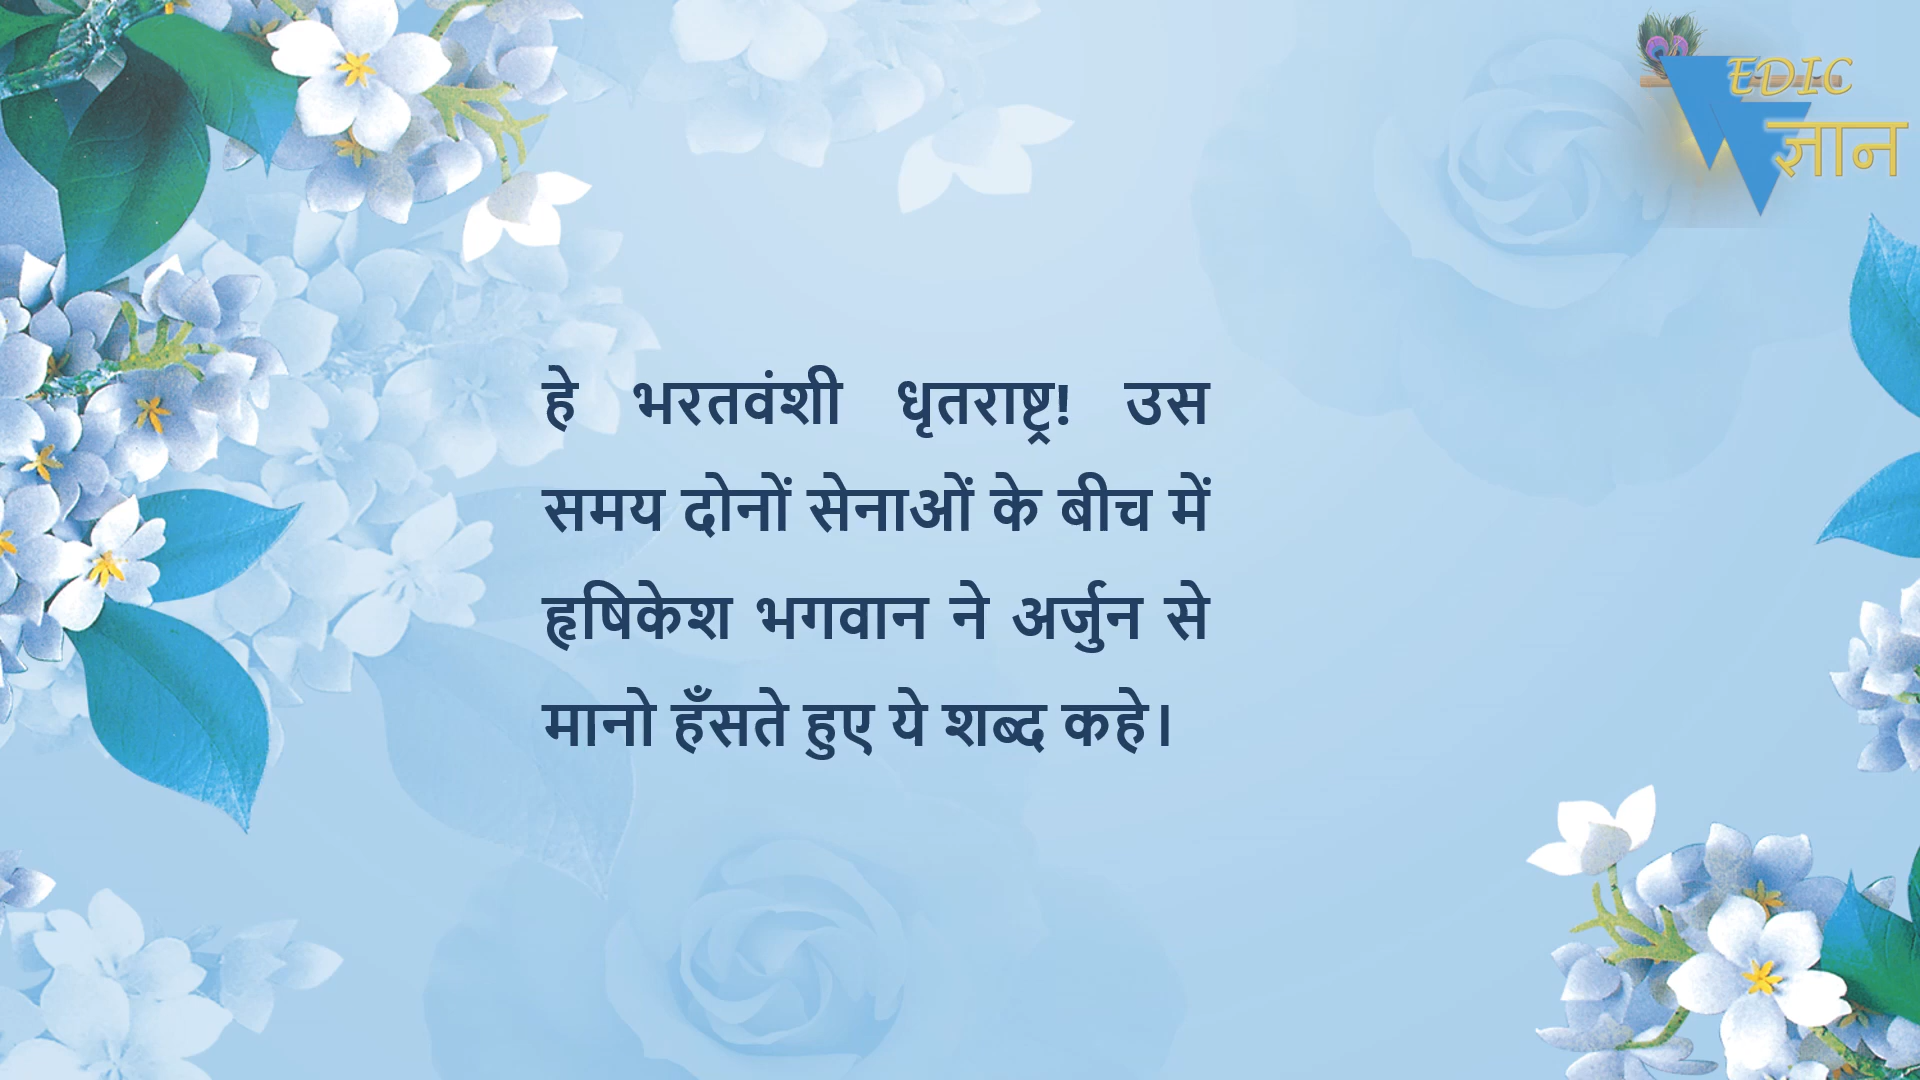 EDIC
ज्ञान
हे भरतवंशी धृतराष्ट्र! उस
समय दोनों सेनाओं के बीच में
हृषिकेश भगवान ने अर्जुन से
मानो हँसते हुए ये शब्द कहे।